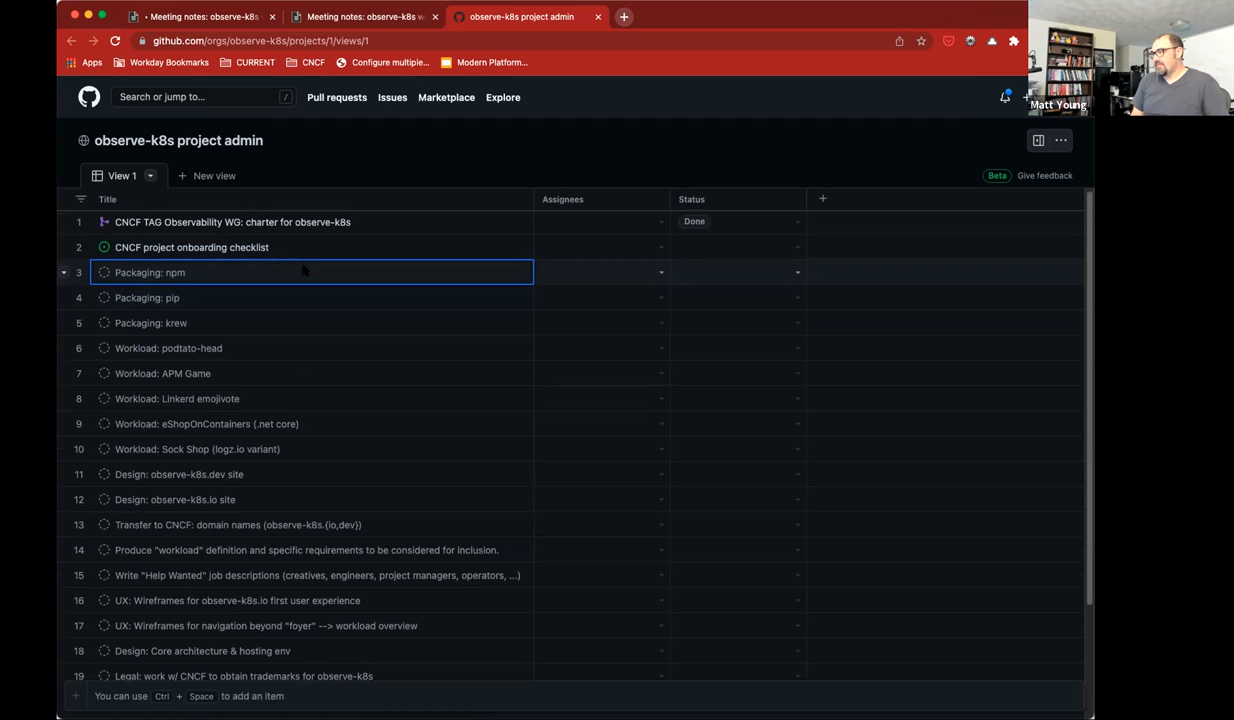 • Meeting notes: observe-k8s
Meeting notes: observe-k8s w
observe-k8s project admin
github.com/orgs/observe-k8s/projects/1/views/1
Apps
Workday Bookmarks
CURRENT
CNCF
Configure multiple...
Modern Platform...
Matt Young
Search or jump to...
/
Pull requests
Issues
Marketplace
Explore
observe-k8s project admin
View 1
New view
Beta
Give feedback
Title
Assignees
Status
1 CNCF TAG Observability WG: charter for observe-k8s Done
2 CNCF project onboarding checklist
3 Packaging: npm
4 Packaging: pip
5 Packaging: krew
6 Workload: podtato-head
7 Workload: APM Game
8 Workload: Linkerd emojivote
9 Workload: eShopOnContainers (.net core)
10 Workload: Sock Shop (logz.io variant)
11 Design: observe-k8s.dev site
12 Design: observe-k8s.io site
13 Transfer to CNCF: domain names (observe-k8s.{io,dev})
14 Produce "workload" definition and specific requirements to be considered for inclusion.
15 Write "Help Wanted" job descriptions (creatives, engineers, project managers, operators, ...)
16 UX: Wireframes for observe-k8s.io first user experience
17 UX: Wireframes for navigation beyond "foyer" --> workload overview
18 Design: Core architecture & hosting env
19 Legal: work w/ CNCF to obtain trademarks for observe-k8s
You can use Ctrl + Space to add an item